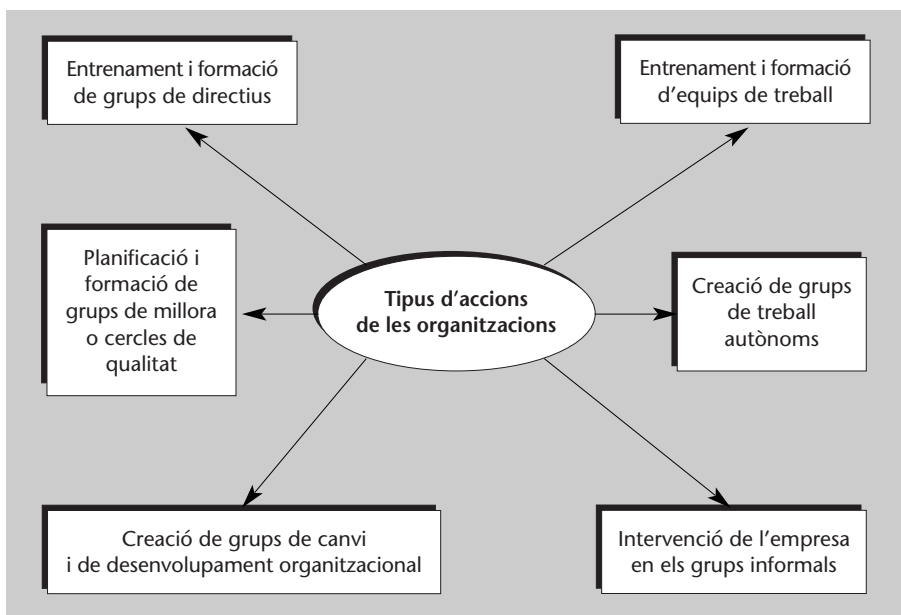 Entrenament i formació
de grups de directius
Entrenament i formació
d'equips de treball
Planificació i
formació de
grups de millora
o cercles de
qualitat
Tipus d'accions
de les organitzacions
Creació de grups
de treball
autònoms
Creació de grups de canvi
i de desenvolupament organitzacional
Intervenció de l'empresa
en els grups informals